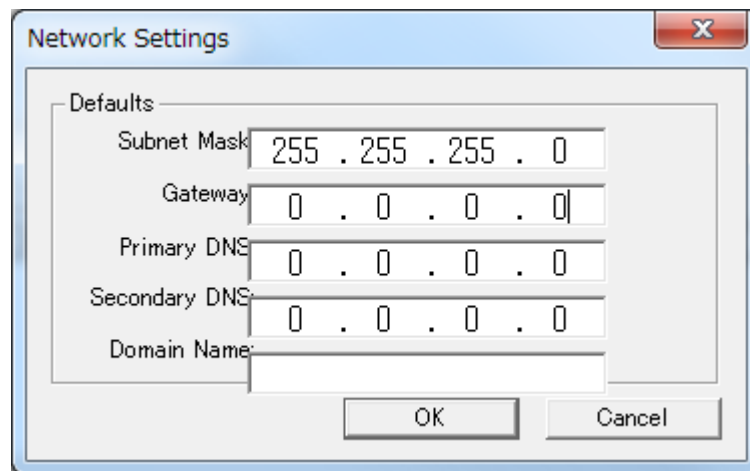 Network Settings
Defaults
Subnet Mask 255 . 255 . 255 . 0
Gateway 0 . 0 . 0 . 0
Primary DNS 0 . 0 . 0 . 0
Secondary DNS: 0 . 0 . 0 . 0
Domain Name:
OK Cancel